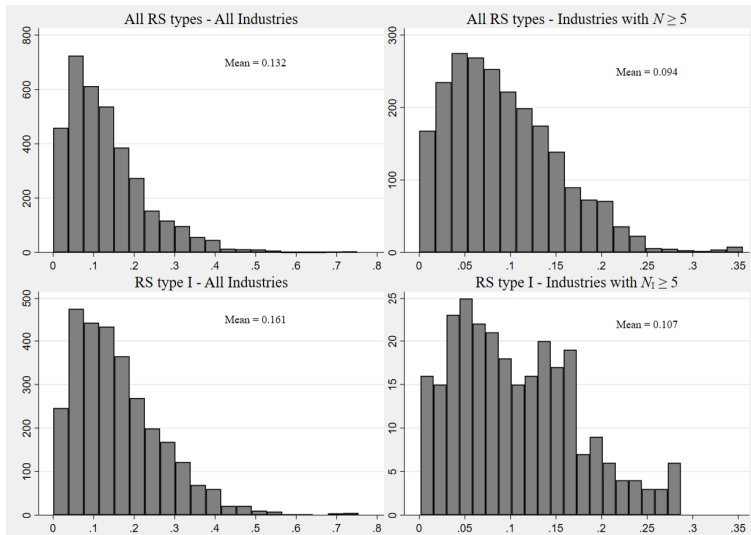 All RS types - All Industries
Mean = 0.132
800
600
400
200
0
0 .1 .2 .3 .4 .5 .6 .7 .8
All RS types - Industries with N ≥ 5
Mean = 0.094
300
200
100
0
0 .05 .1 .15 .2 .25 .3 .35
RS type I - All Industries
Mean = 0.161
500
400
300
200
100
0
0 .1 .2 .3 .4 .5 .6 .7 .8
RS type I - Industries with N_I ≥ 5
Mean = 0.107
25
20
15
10
5
0
0 .05 .1 .15 .2 .25 .3 .35